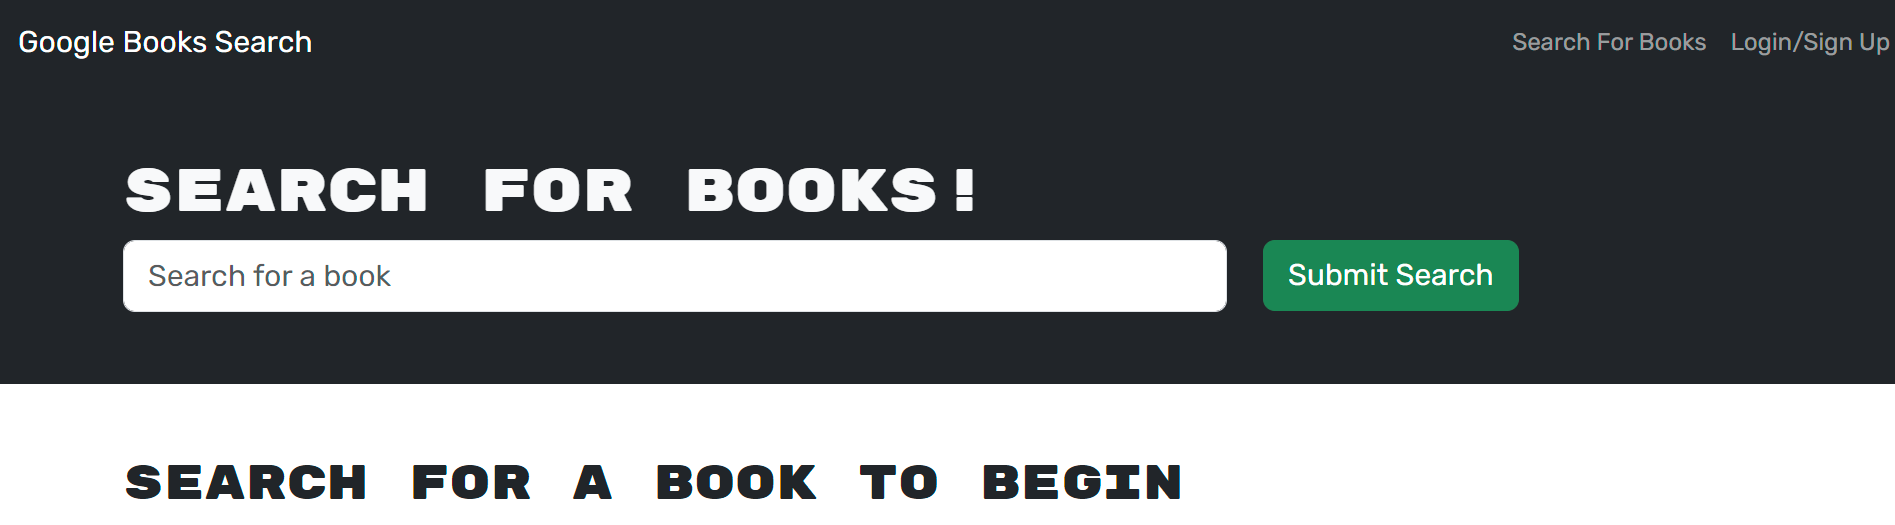 Google Books Search
Search For Books
Login/Sign Up
SEARCH FOR BOOKS!
Search for a book
Submit Search
SEARCH FOR A BOOK TO BEGIN